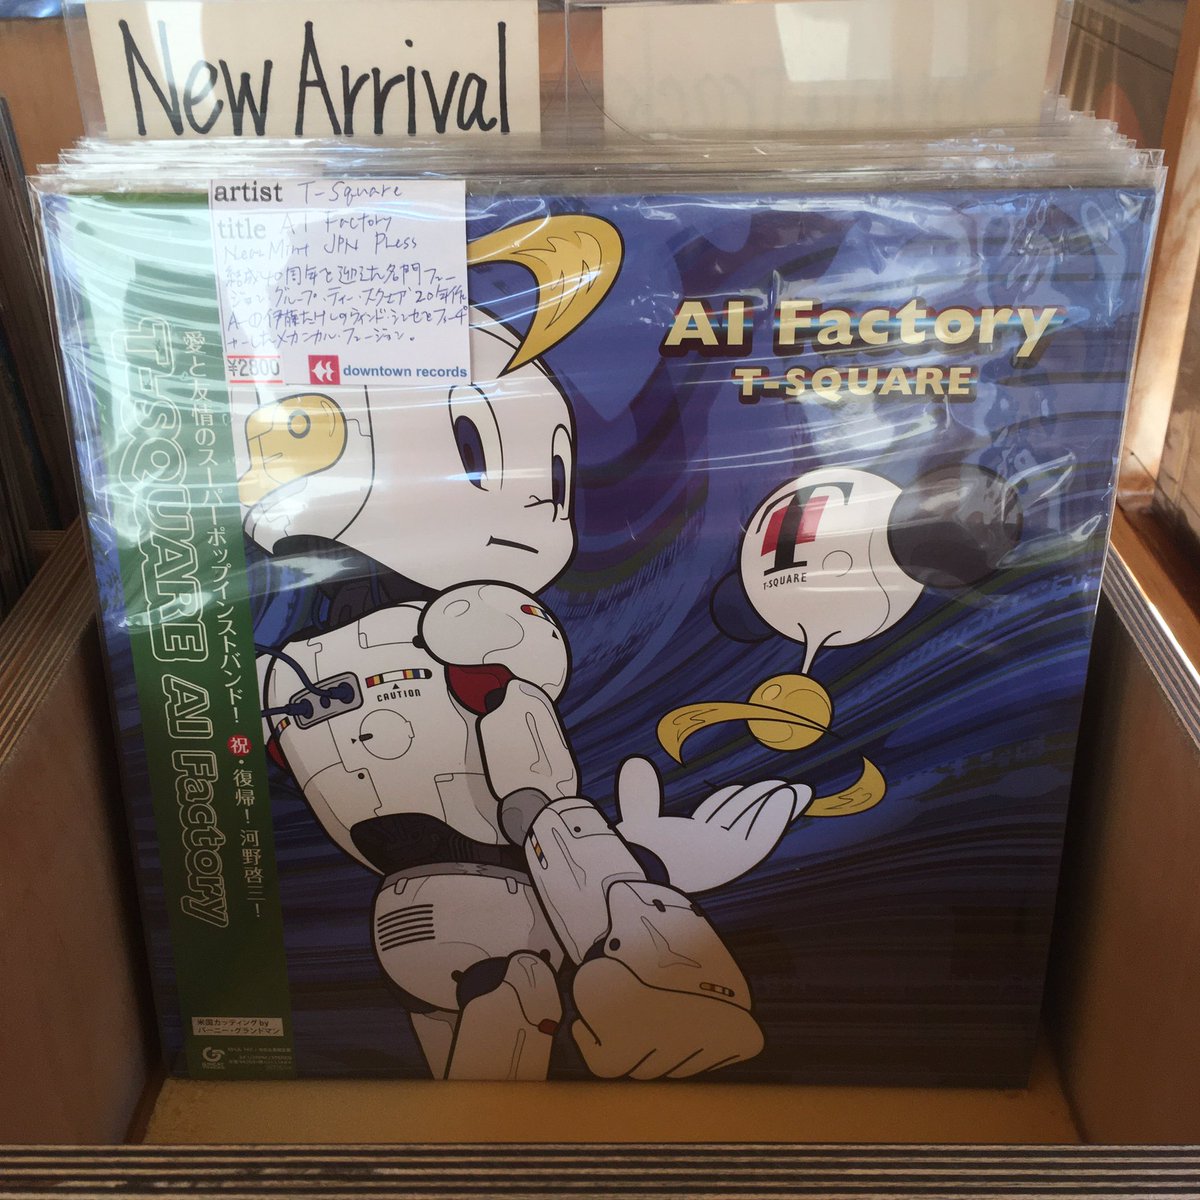 New Arrival
artist T-Square
title AI Factory
Near Mint JPN Press
結成40周年を迎えた名門フュー
ジョン・グループ・ティー・スクェア 20年作
A-1の伊藤たけしのウィンド・シンセをフィーチ
ャーしたメカニカル・フュージョン。
¥2800
downtown records
AI Factory
T-SQUARE
T-SQUARE
CAUTION
愛と友情のスーパーポップインストバンド! 祝・復帰! 河野啓三!
T-SQUARE AI Factory
米国カッティング by
バーニー・グランドマン